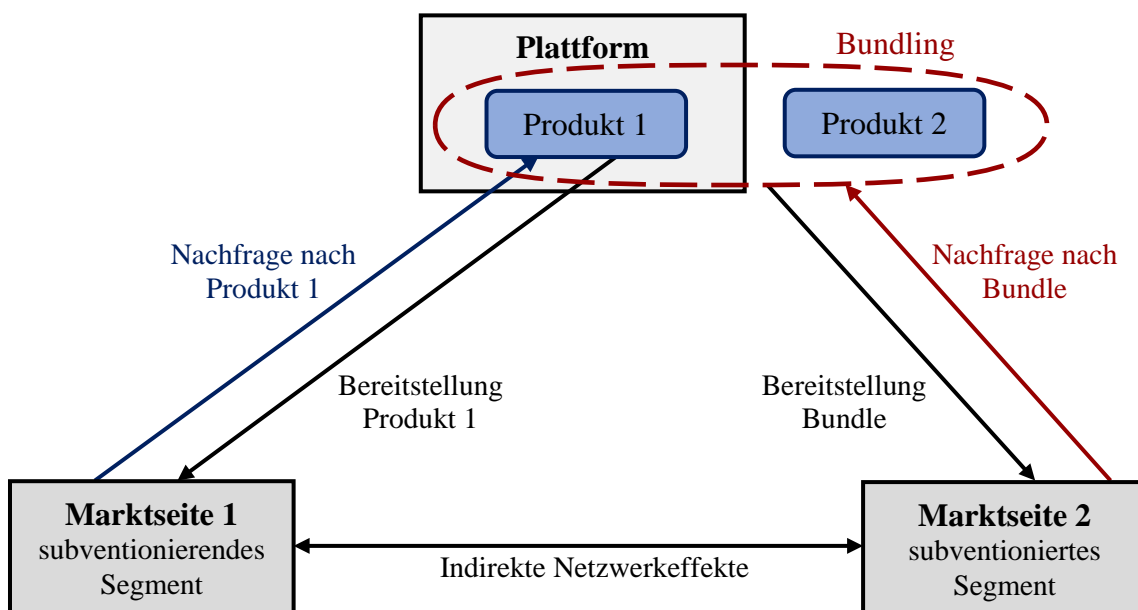 Plattform
Bundling
Produkt 1
Produkt 2
Nachfrage nach
Produkt 1
Nachfrage nach
Bundle
Bereitstellung
Produkt 1
Bereitstellung
Bundle
Marktseite 1
subventionierendes
Segment
Indirekte Netzwerkeffekte
Marktseite 2
subventioniertes
Segment